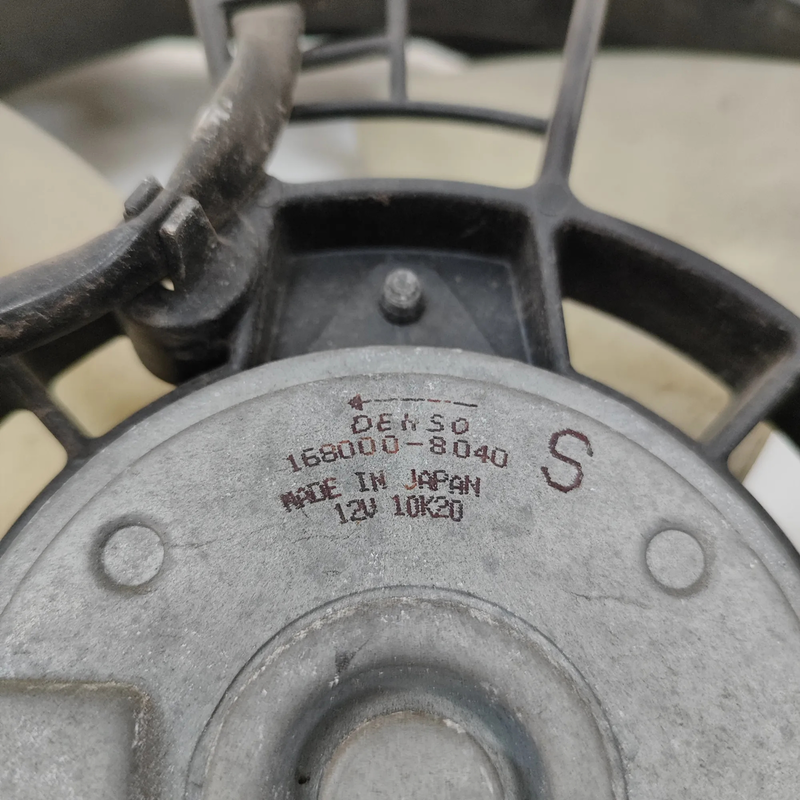 DENSO
168000-8040
S
MADE IN JAPAN
12V 10K20